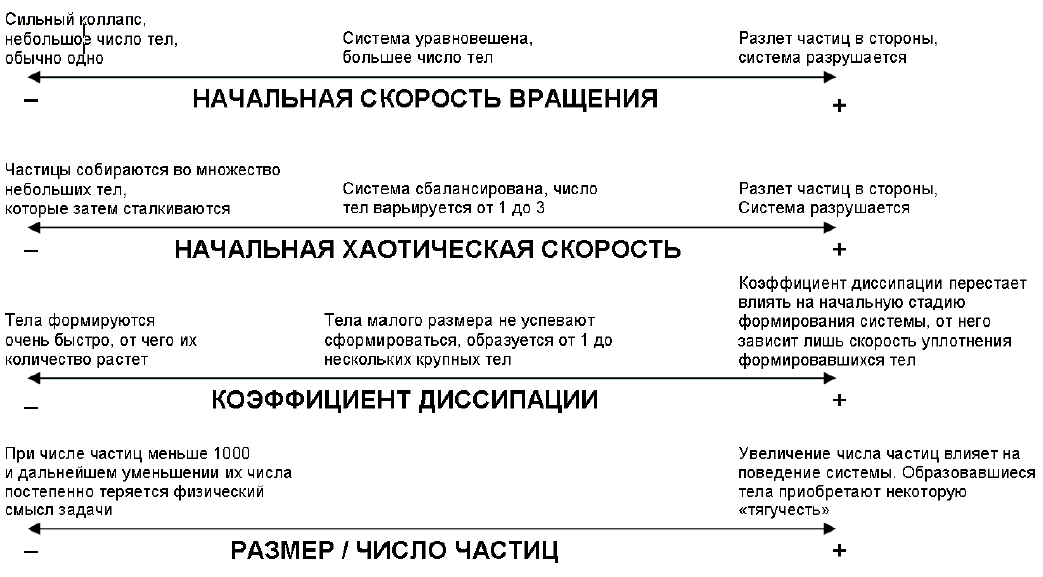 Сильный коллапс,
небольшое число тел,
обычно одно
Система уравновешена,
большее число тел
Разлет частиц в стороны,
система разрушается
–
НАЧАЛЬНАЯ СКОРОСТЬ ВРАЩЕНИЯ
+
Частицы собираются во множество
небольших тел,
которые затем сталкиваются
Система сбалансирована, число
тел варьируется от 1 до 3
Разлет частиц в стороны,
Система разрушается
–
НАЧАЛЬНАЯ ХАОТИЧЕСКАЯ СКОРОСТЬ
+
Тела формируются
очень быстро, от чего их
количество растет
Тела малого размера не успевают
сформироваться, образуется от 1 до
нескольких крупных тел
Коэффициент диссипации перестает
влиять на начальную стадию
формирования системы, от него
зависит лишь скорость уплотнения
формировавшихся тел
–
КОЭФФИЦИЕНТ ДИССИПАЦИИ
+
При числе частиц меньше 1000
и дальнейшем уменьшении их числа
постепенно теряется физический
смысл задачи
Увеличение числа частиц влияет на
поведение системы. Образовавшиеся
тела приобретают некоторую
«тягучесть»
–
РАЗМЕР / ЧИСЛО ЧАСТИЦ
+